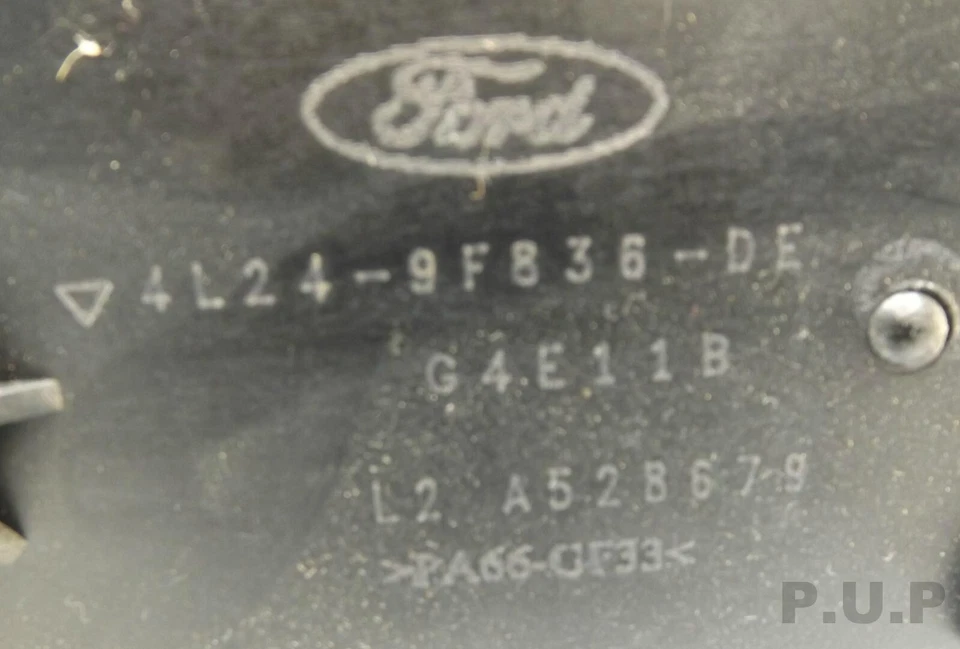 Ford
▽ 4L24-9F836-DE
G4E11B
L2 A52B679
>PA66-GF33<
P.U.P